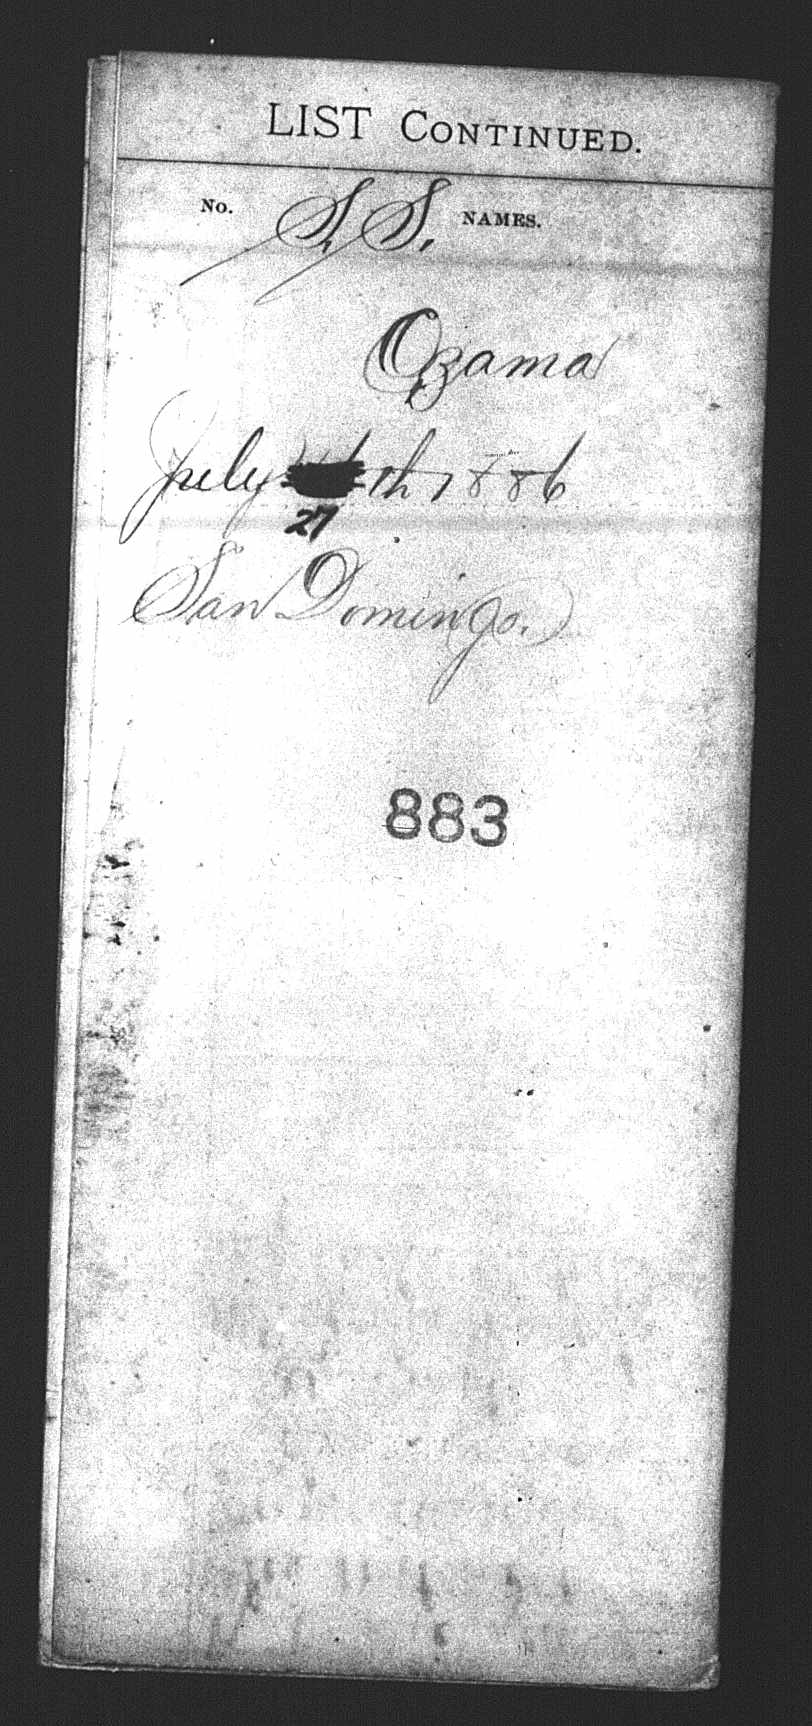 LIST CONTINUED.
No. S, S, NAMES.
Ozama
July th 1886
27
San Domingo.
883